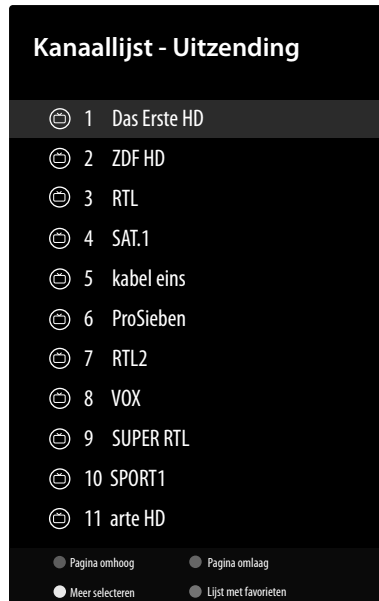 Kanaallijst - Uitzending
1 Das Erste HD
2 ZDF HD
3 RTL
4 SAT.1
5 kabel eins
6 ProSieben
7 RTL2
8 VOX
9 SUPER RTL
10 SPORT1
11 arte HD
Pagina omhoog Pagina omlaag
Meer selecteren Lijst met favorieten